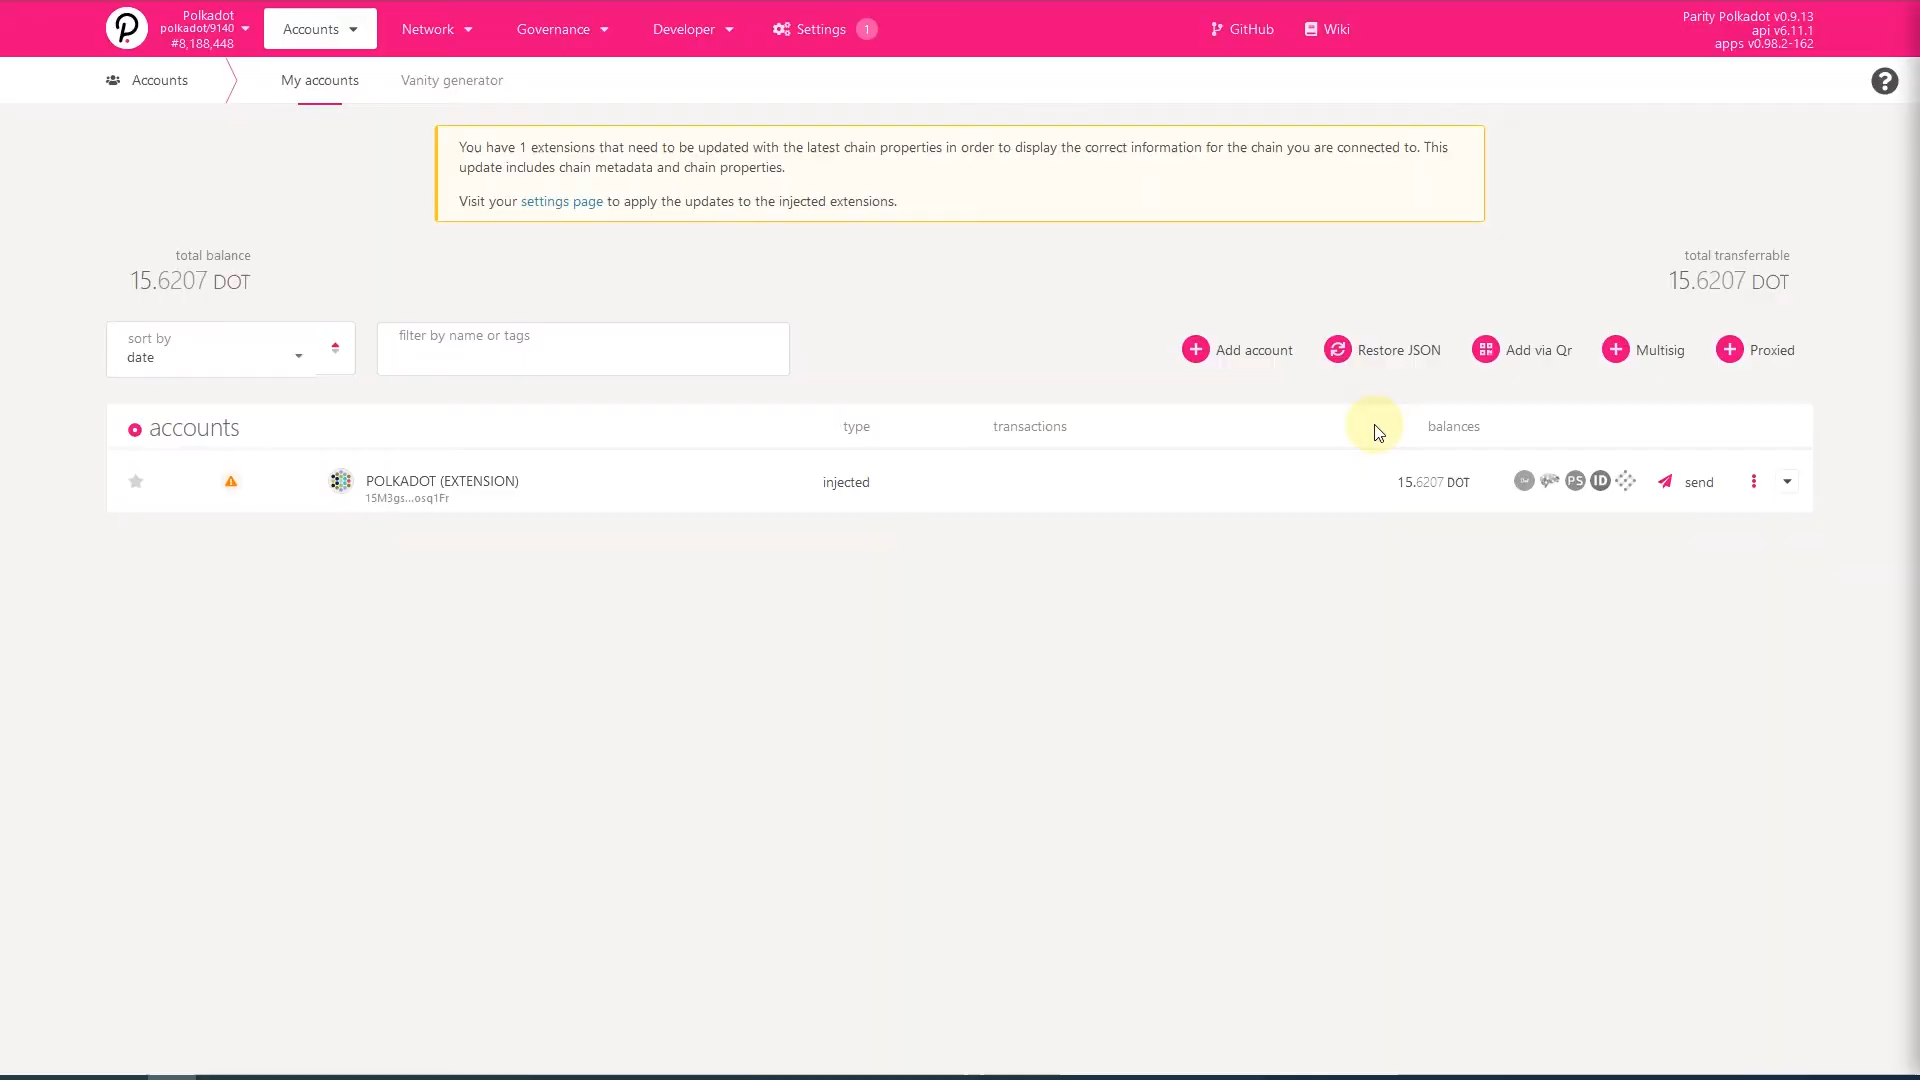 Polkadot
polkadot/9140
#8,188,448
Accounts
Network
Governance
Developer
Settings
1
GitHub
Wiki
Parity Polkadot v0.9.13
api v6.11.1
apps v0.98.2-162
Accounts
My accounts
Vanity generator
?
You have 1 extensions that need to be updated with the latest chain properties in order to display the correct information for the chain you are connected to. This
update includes chain metadata and chain properties.
Visit your settings page to apply the updates to the injected extensions.
total balance
15.6207 DOT
total transferrable
15.6207 DOT
sort by
date
filter by name or tags
Add account
Restore JSON
Add via Qr
Multisig
Proxied
accounts
type
transactions
balances
POLKADOT (EXTENSION)
15M3gs...osq1Fr
injected
15.6207 DOT
PS
ID
send